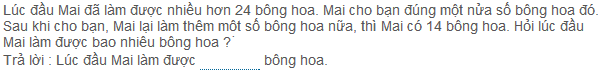 Lúc đầu Mai đã làm được nhiều hơn 24 bông hoa. Mai cho bạn đúng một nửa số bông hoa đó.
Sau khi cho bạn, Mai lại làm thêm một số bông hoa nữa, thì Mai có 14 bông hoa. Hỏi lúc đầu
Mai làm được bao nhiêu bông hoa ?
Trả lời : Lúc đầu Mai làm được ............... bông hoa.